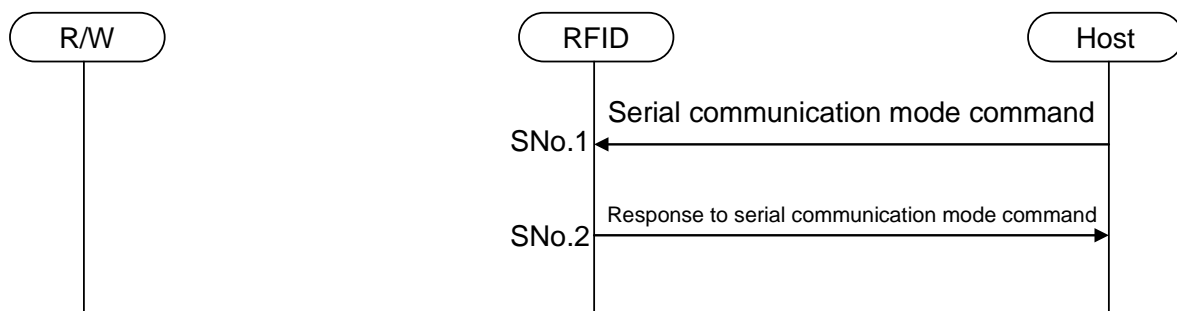 R/W
RFID
Host
Serial communication mode command
SNo.1
Response to serial communication mode command
SNo.2